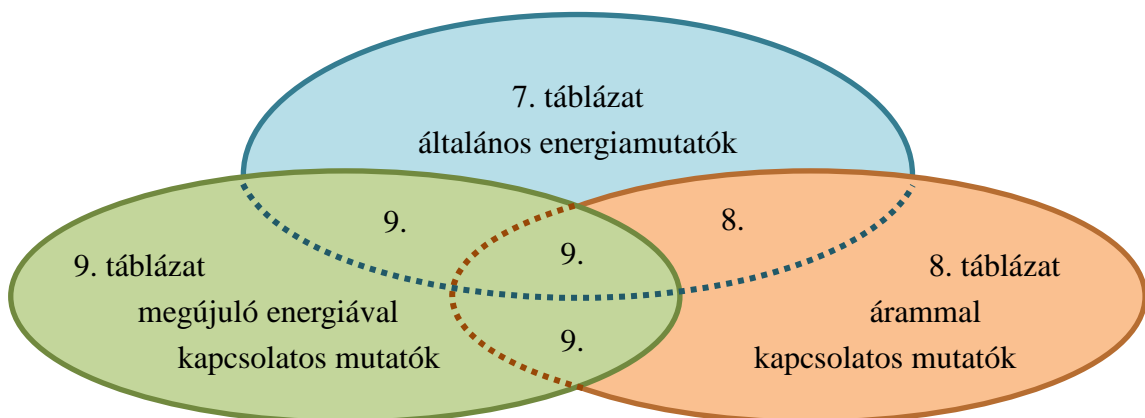 7. táblázat
általános energiamutatók
9.
8.
9.
9. táblázat
megújuló energiával
kapcsolatos mutatók
9.
8. táblázat
árammal
kapcsolatos mutatók